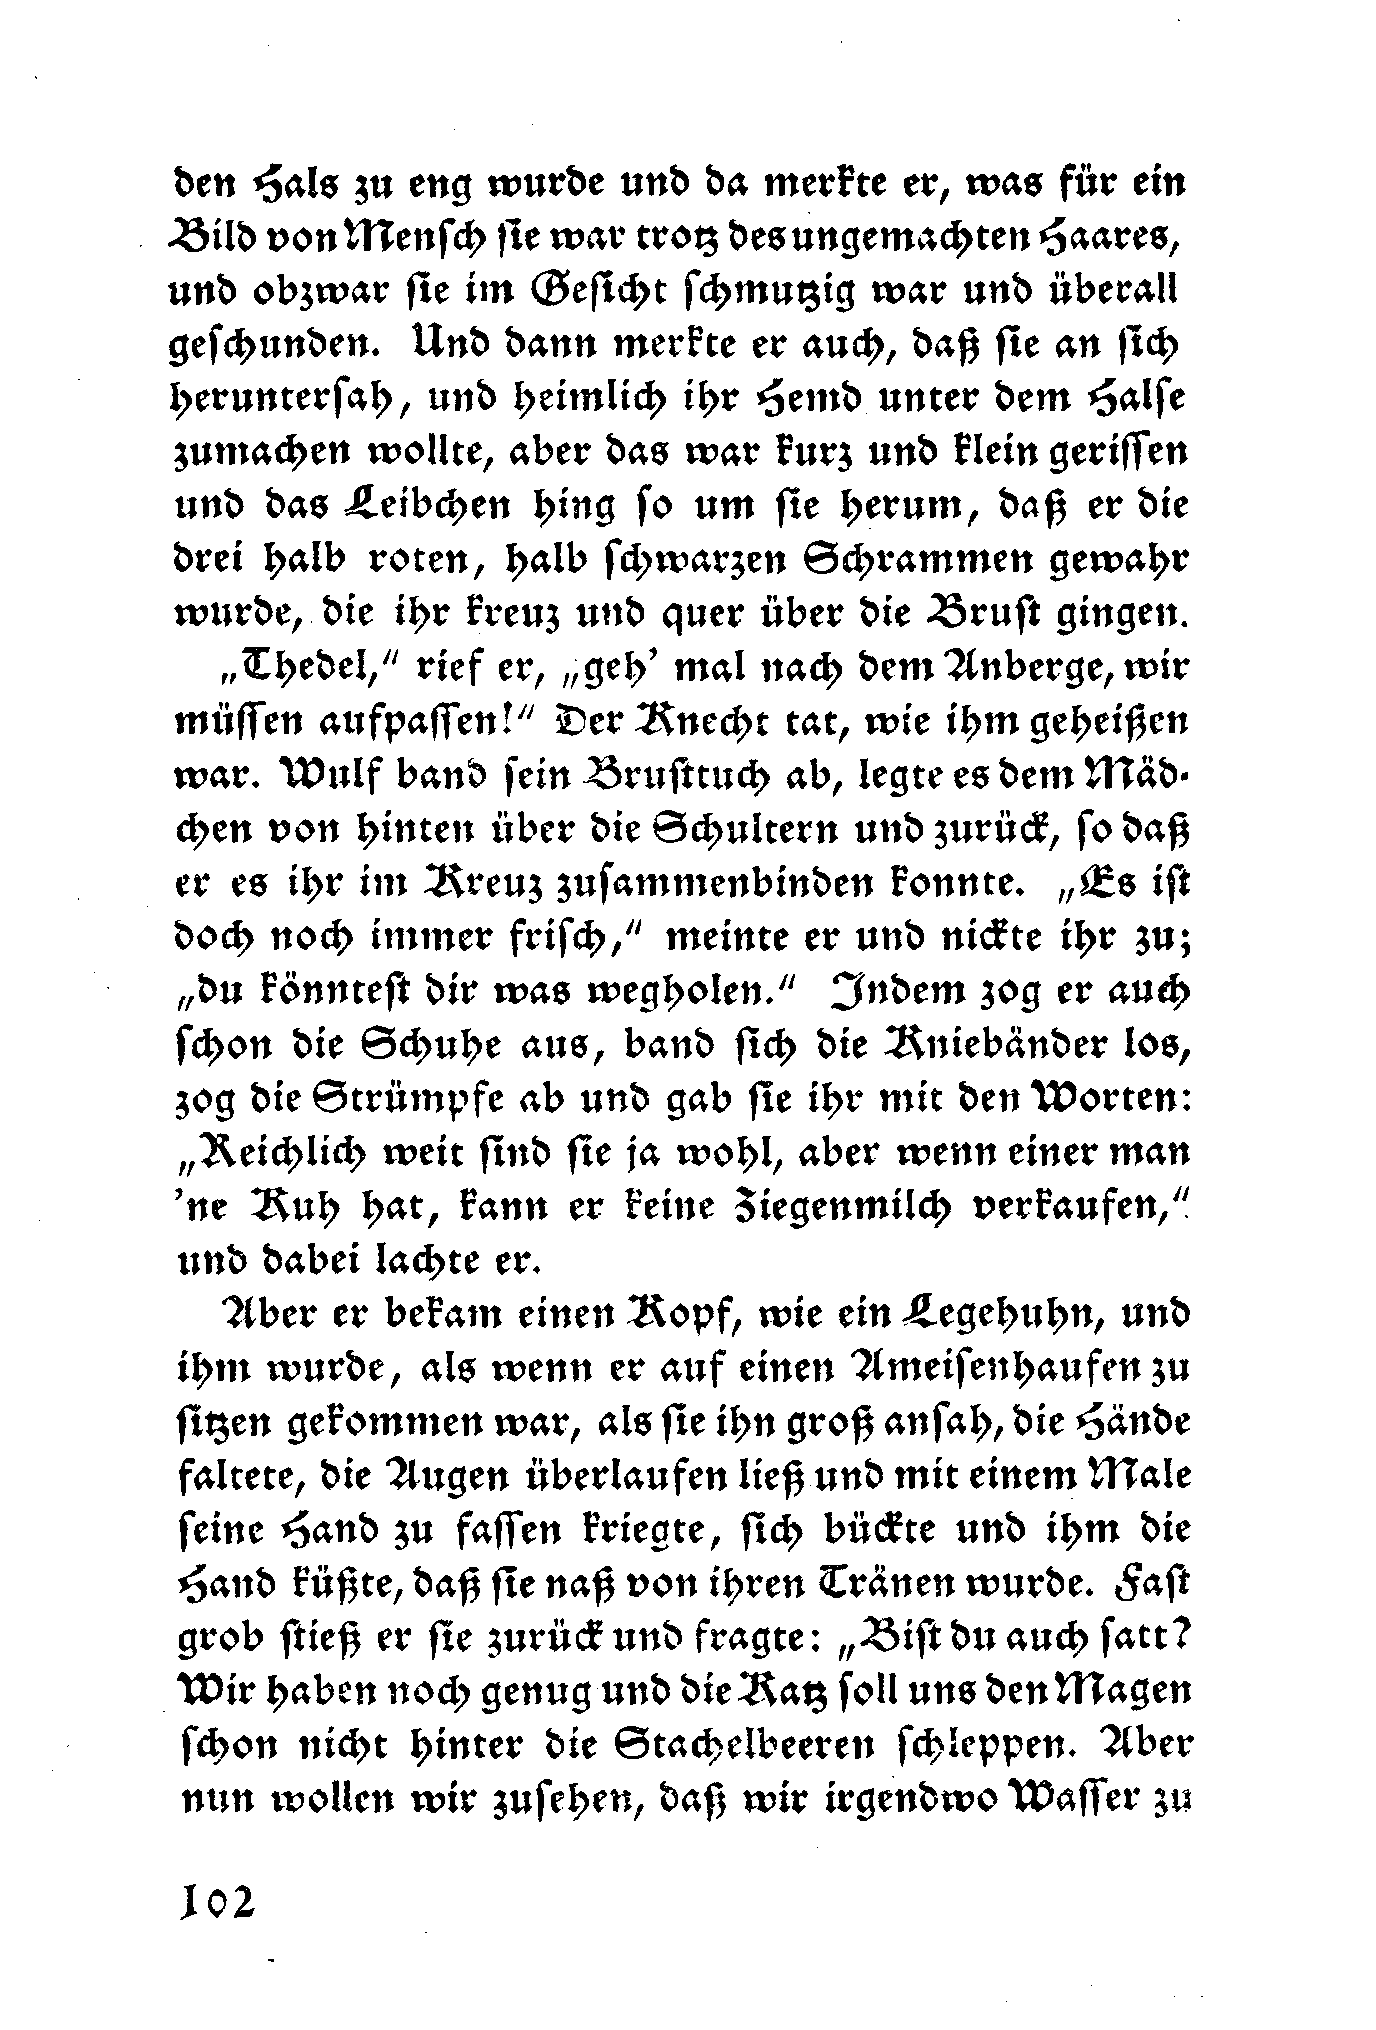 den Hals zu eng wurde und da merkte er, was für ein
Bild von Mensch sie war trotz des ungemachten Haares,
und obzwar sie im Gesicht schmutzig war und überall
geschunden. Und dann merkte er auch, daß sie an sich
heruntersah, und heimlich ihr Hemd unter dem Halse
zumachen wollte, aber das war kurz und klein gerissen
und das Leibchen hing so um sie herum, daß er die
drei halb roten, halb schwarzen Schrammen gewahr
wurde, die ihr kreuz und quer über die Brust gingen.
„Thedel,“ rief er, „geh’ mal nach dem Anberge, wir
müssen aufpassen!“ Der Knecht tat, wie ihm geheißen
war. Wulf band sein Brusttuch ab, legte es dem Mäd-
chen von hinten über die Schultern und zurück, so daß
er es ihr im Kreuz zusammenbinden konnte. „Es ist
doch noch immer frisch,“ meinte er und nickte ihr zu;
„du könntest dir was wegholen.“ Indem zog er auch
schon die Schuhe aus, band sich die Kniebänder los,
zog die Strümpfe ab und gab sie ihr mit den Worten:
„Reichlich weit sind sie ja wohl, aber wenn einer man
’ne Kuh hat, kann er keine Ziegenmilch verkaufen,“
und dabei lachte er.
Aber er bekam einen Kopf, wie ein Legehuhn, und
ihm wurde, als wenn er auf einen Ameisenhaufen zu
sitzen gekommen war, als sie ihn groß ansah, die Hände
faltete, die Augen überlaufen ließ und mit einem Male
seine Hand zu fassen kriegte, sich bückte und ihm die
Hand küßte, daß sie naß von ihren Tränen wurde. Fast
grob stieß er sie zurück und fragte: „Bist du auch satt?
Wir haben noch genug und die Katz soll uns den Magen
schon nicht hinter die Stachelbeeren schleppen. Aber
nun wollen wir zusehen, daß wir irgendwo Wasser zu
102